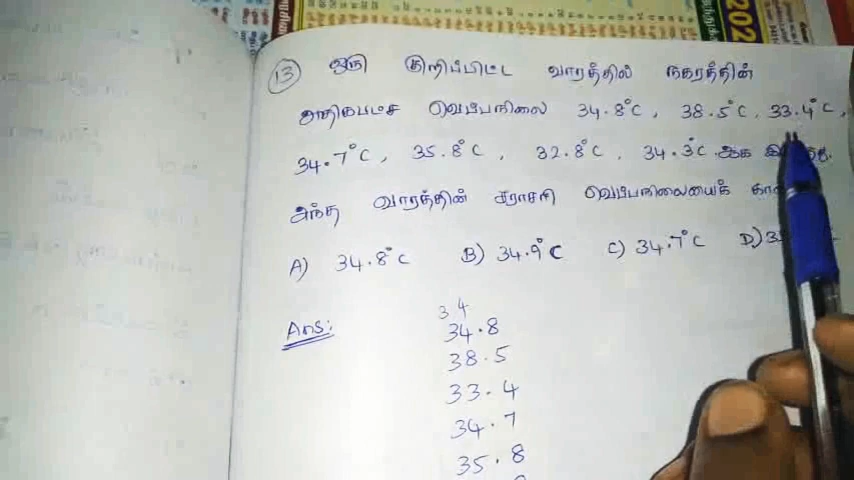 13 ஒரு குறிப்பிட்ட வாரத்தில் நகரத்தின்
அதிகபட்ச வெப்பநிலை 34.8°C, 38.5°C, 33.4°C,
34.7°C, 35.8°C, 32.8°C, 34.3°C ஆக
அந்த வாரத்தின் சராசரி வெப்பநிலையைக்
A) 34.8°C B) 34.9°C C) 34.7°C D)
Ans:
3 4
34.8
38.5
33.4
34.7
35.8